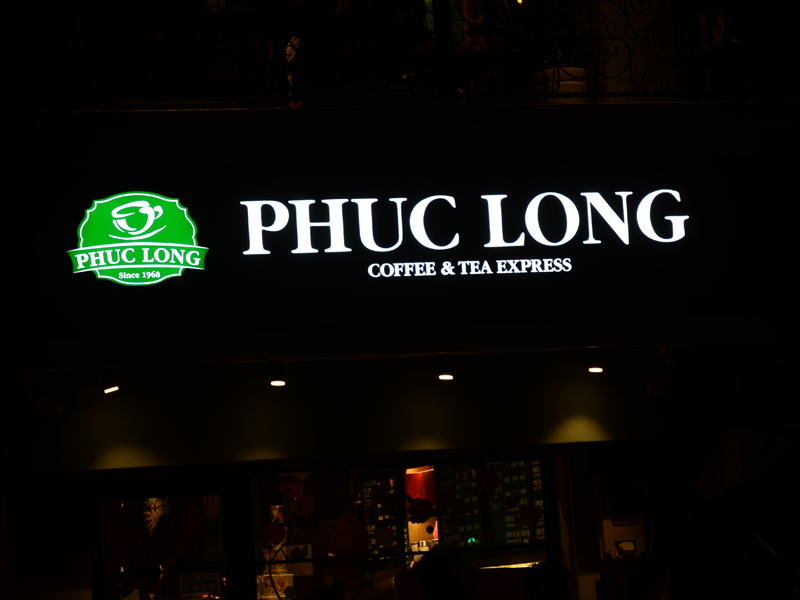 PHUC LONG
Since 1968
PHUC LONG
COFFEE & TEA EXPRESS